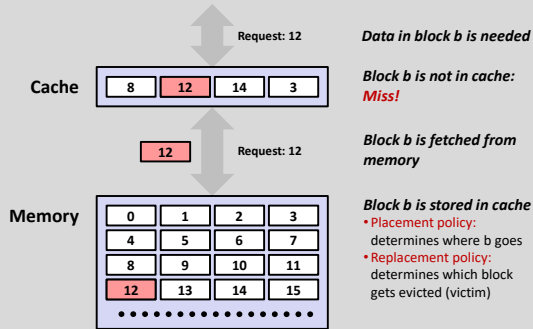 Request: 12
Data in block b is needed
Cache
8 12 14 3
Block b is not in cache:
Miss!
12
Request: 12
Block b is fetched from
memory
Memory
0 1 2 3
4 5 6 7
8 9 10 11
12 13 14 15
Block b is stored in cache
• Placement policy:
determines where b goes
• Replacement policy:
determines which block
gets evicted (victim)